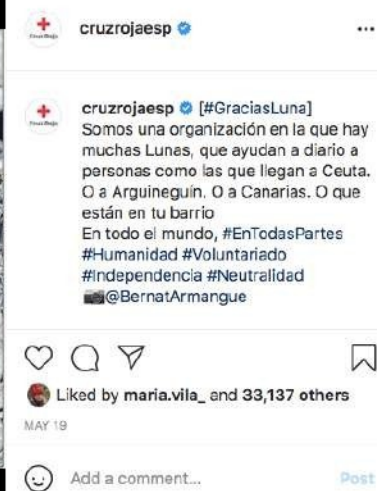 cruzrojaesp
cruzrojaesp [#GraciasLuna]
Somos una organización en la que hay
muchas Lunas, que ayudan a diario a
personas como las que llegan a Ceuta.
O a Arguineguín. O a Canarias. O que
están en tu barrio
En todo el mundo, #EnTodasPartes
#Humanidad #Voluntariado
#Independencia #Neutralidad
@BernatArmangue
Liked by maria.vila_ and 33,137 others
MAY 19
Add a comment...
Post